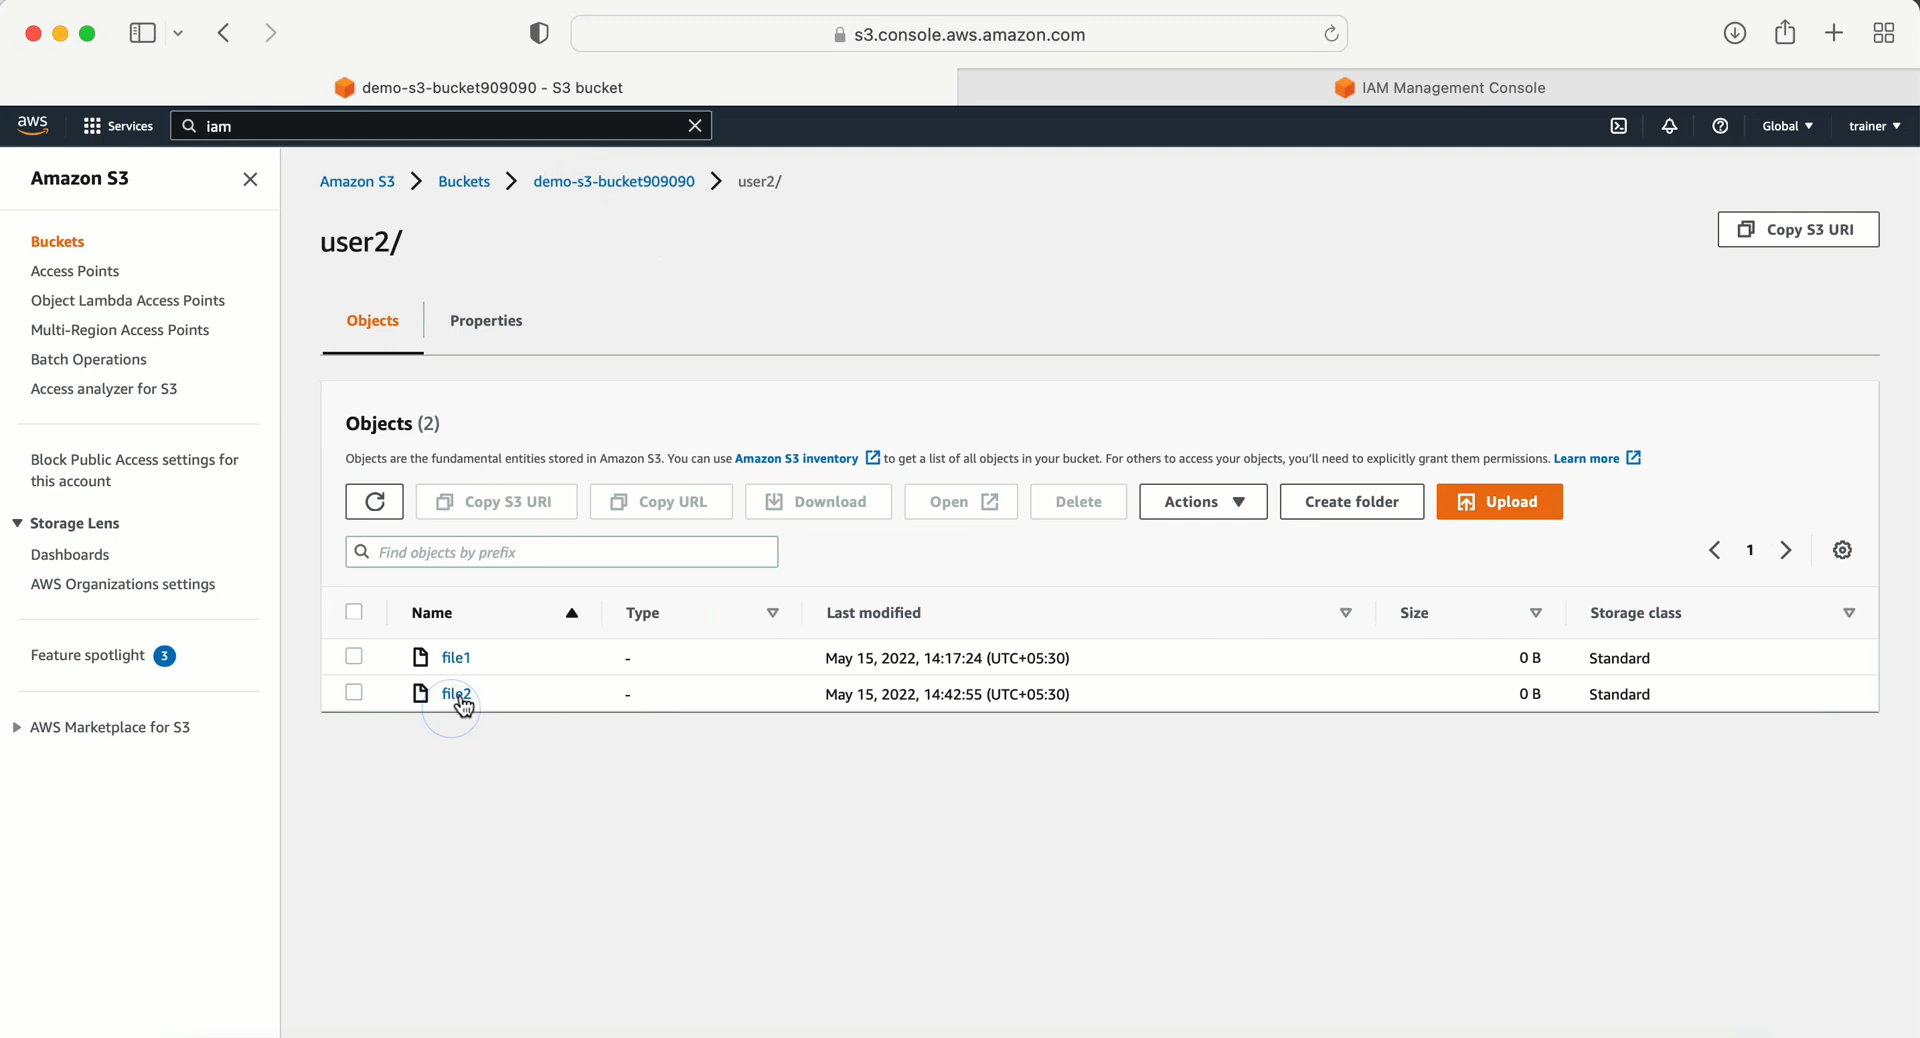 s3.console.aws.amazon.com
demo-s3-bucket909090 - S3 bucket
IAM Management Console
aws
Services
iam
Global
trainer
Amazon S3
Buckets
Access Points
Object Lambda Access Points
Multi-Region Access Points
Batch Operations
Access analyzer for S3
Block Public Access settings for
this account
Storage Lens
Dashboards
AWS Organizations settings
Feature spotlight 3
AWS Marketplace for S3
Amazon S3 Buckets demo-s3-bucket909090 user2/
user2/
Copy S3 URI
Objects Properties
Objects (2)
Objects are the fundamental entities stored in Amazon S3. You can use Amazon S3 inventory to get a list of all objects in your bucket. For others to access your objects, you'll need to explicitly grant them permissions. Learn more
Copy S3 URI Copy URL Download Open Delete Actions Create folder Upload
Find objects by prefix
1
Name Type Last modified Size Storage class
file1 - May 15, 2022, 14:17:24 (UTC+05:30) 0 B Standard
file2 - May 15, 2022, 14:42:55 (UTC+05:30) 0 B Standard